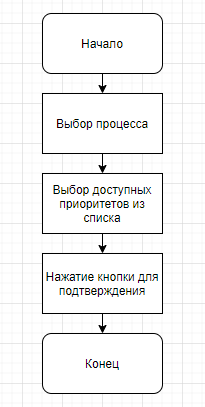 Начало
Выбор процесса
Выбор доступных
приоритетов из
списка
Нажатие кнопки для
подтверждения
Конец